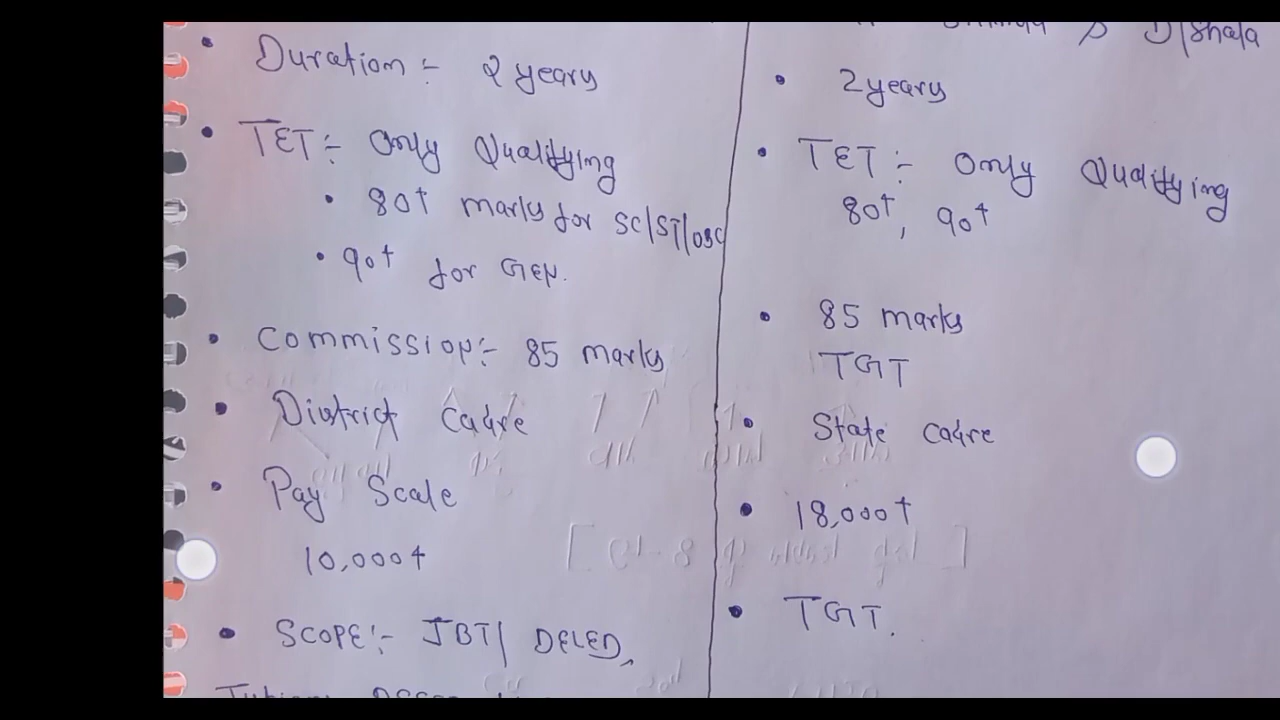 • Duration :- 2 years
• TET :- Only Qualifying
• 80+ marks for SC/ST/OBC
• 90+ for GEN.
• Commission :- 85 marks
• District Cadre
• Pay Scale
10,000+
• SCOPE :- JBT/ DELED,
D/Shala
• 2 years
• TET :- Only Qualifying
80+, 90+
• 85 marks
TGT
• State cadre
• 18,000+
• TGT.